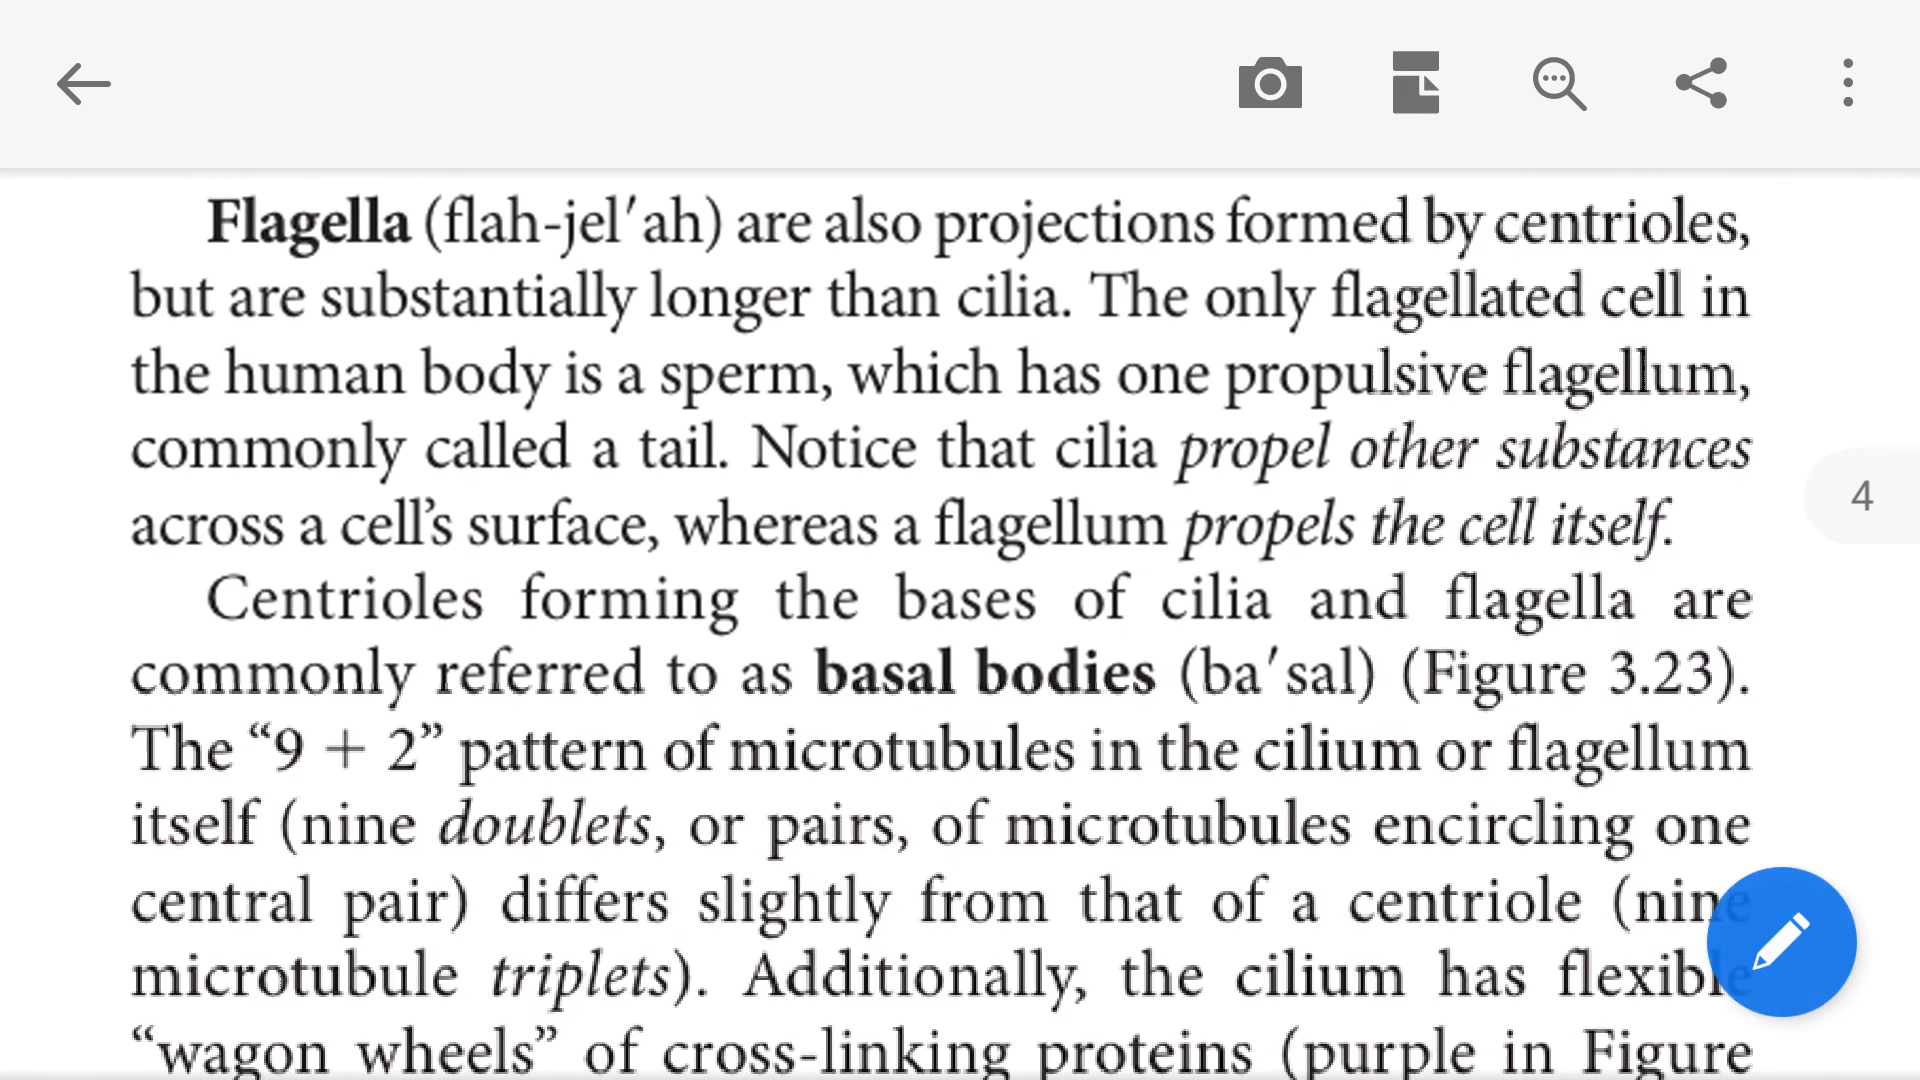 Flagella (flah-jel′ah) are also projections formed by centrioles,
but are substantially longer than cilia. The only flagellated cell in
the human body is a sperm, which has one propulsive flagellum,
commonly called a tail. Notice that cilia propel other substances
across a cell’s surface, whereas a flagellum propels the cell itself.
4
Centrioles forming the bases of cilia and flagella are
commonly referred to as basal bodies (ba′sal) (Figure 3.23).
The “9 + 2” pattern of microtubules in the cilium or flagellum
itself (nine doublets, or pairs, of microtubules encircling one
central pair) differs slightly from that of a centriole (nine
microtubule triplets). Additionally, the cilium has flexible
“wagon wheels” of cross-linking proteins (purple in Figure